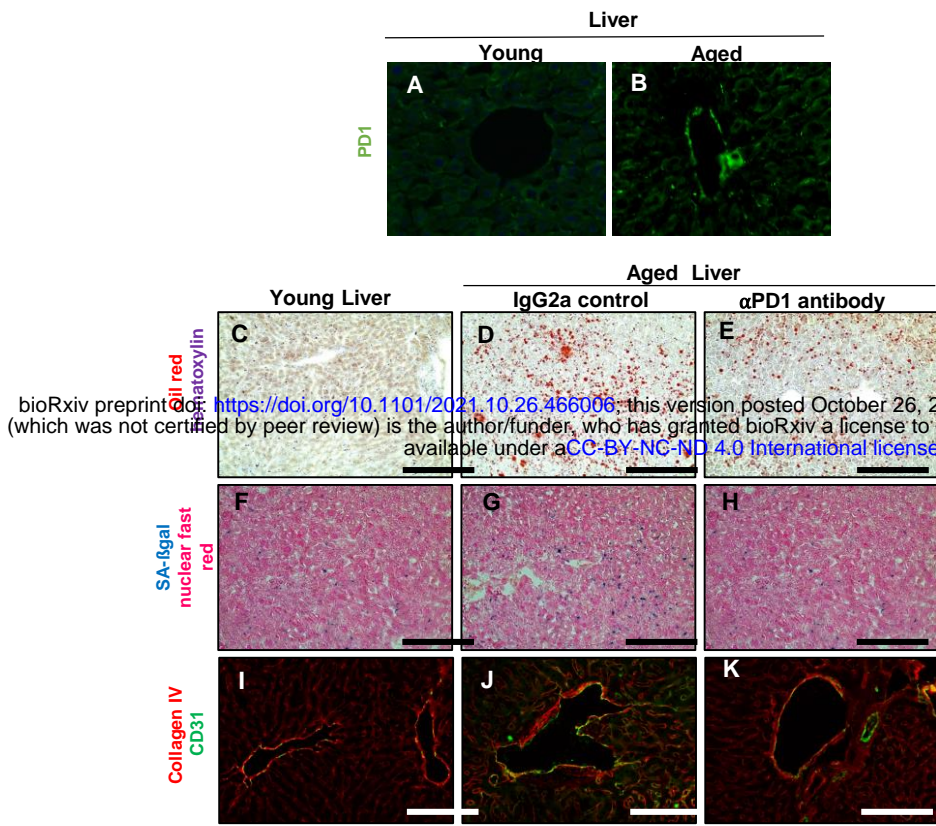 Liver
Young Aged
A B
PD1
Aged Liver
Young Liver IgG2a control αPD1 antibody
C D E
Oil red
hematoxylin
bioRxiv preprint doi: https://doi.org/10.1101/2021.10.26.466006; this version posted October 26, 2
(which was not certified by peer review) is the author/funder, who has granted bioRxiv a license to
available under aCC-BY-NC-ND 4.0 International license
F G H
SA-ßgal
nuclear fast
red
I J K
Collagen IV
CD31